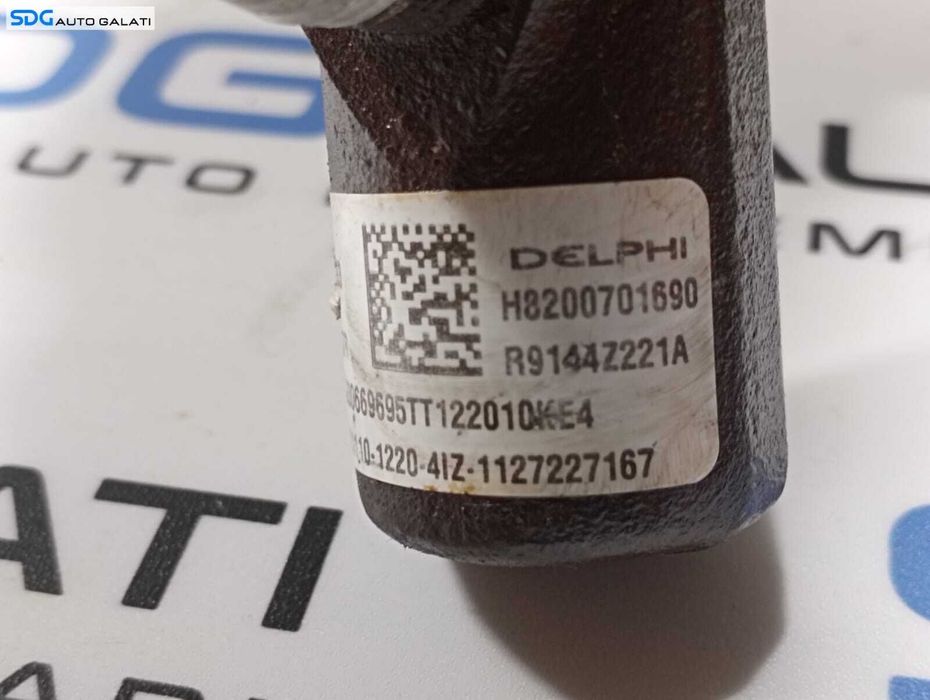 SDG AUTO GALATI
DELPHI
H8200701690
R9144Z221A
669695TT122010KE4
10-1220-4IZ-1127227167